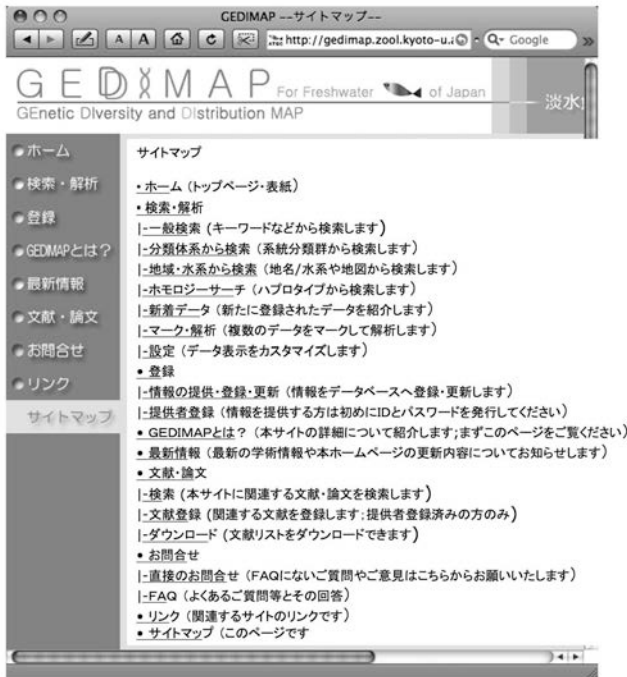 GEDIMAP --サイトマップ--
A A http://gedimap.zool.kyoto-u.a Q▾ Google »
GEDIMAP For Freshwater of Japan
淡水
GEnetic DIversity and DIstribution MAP
ホーム
検索・解析
登録
GEDIMAPとは？
最新情報
文献・論文
お問合せ
リンク
サイトマップ
サイトマップ
・ホーム（トップページ・表紙）
・検索・解析
|-一般検索（キーワードなどから検索します）
|-分類体系から検索（系統分類群から検索します）
|-地域・水系から検索（地名/水系や地図から検索します）
|-ホモロジーサーチ（ハプロタイプから検索します）
|-新着データ（新たに登録されたデータを紹介します）
|-マーク・解析（複数のデータをマークして解析します）
|-設定（データ表示をカスタマイズします）
• 登録
|-情報の提供・登録・更新（情報をデータベースへ登録・更新します）
|-提供者登録（情報を提供する方は初めにIDとパスワードを発行してください）
• GEDIMAPとは？（本サイトの詳細について紹介します；まずこのページをご覧ください）
• 最新情報（最新の学術情報や本ホームページの更新内容についてお知らせします）
• 文献・論文
|-検索（本サイトに関連する文献・論文を検索します）
|-文献登録（関連する文献を登録します；提供者登録済みの方のみ）
|-ダウンロード（文献リストをダウンロードできます）
• お問合せ
|-直接のお問合せ（FAQにないご質問やご意見はこちらからお願いいたします）
|-FAQ（よくあるご質問等とその回答）
• リンク（関連するサイトのリンクです）
• サイトマップ（このページです